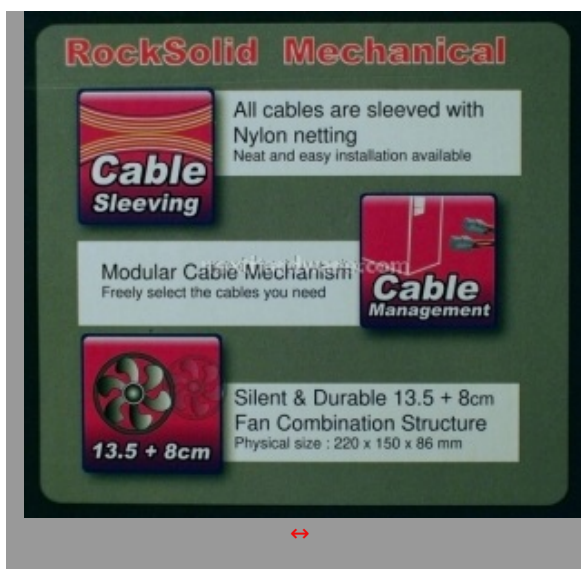 RockSolid Mechanical
Cable
Sleeving
All cables are sleeved with
Nylon netting
Neat and easy installation available
Modular Cable Mechanism
Freely select the cables you need
nexthardware.com
Cable
Management
13.5 + 8cm
Silent & Durable 13.5 + 8cm
Fan Combination Structure
Physical size : 220 x 150 x 86 mm